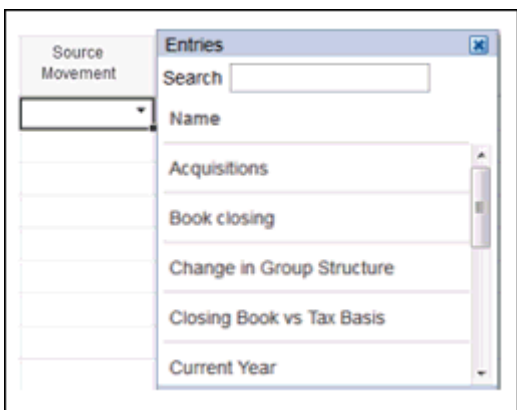 Source
Movement
Entries
Search
Name
Acquisitions
Book closing
Change in Group Structure
Closing Book vs Tax Basis
Current Year